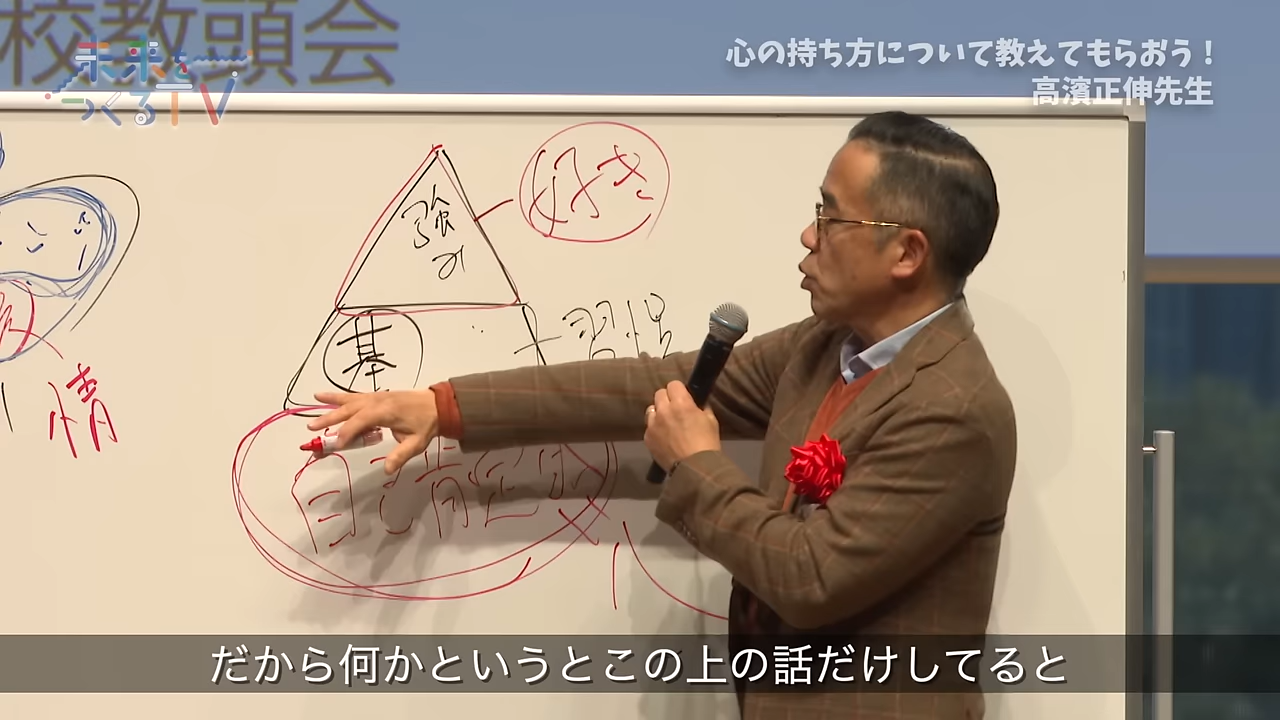 校教頭会
未来を
つくるTV
心の持ち方について教えてもらおう！
高濱正伸先生
好き
強み
基
習慣
情
自己肯定
だから何かというとこの上の話だけしてると